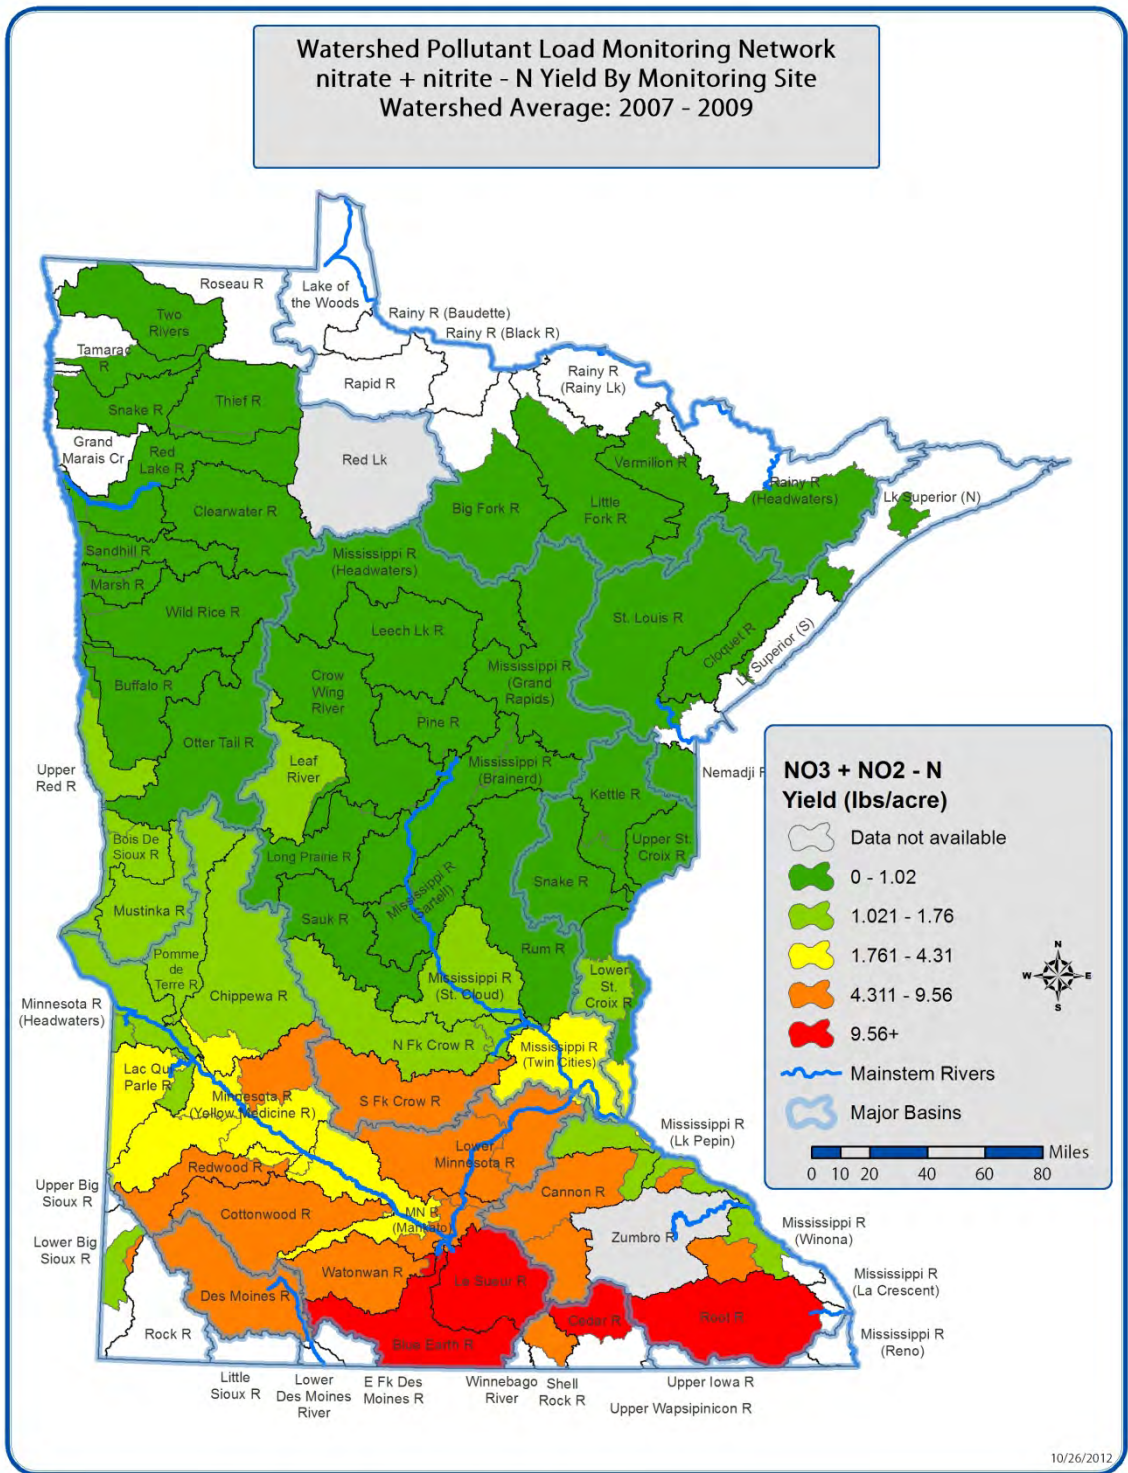 Watershed Pollutant Load Monitoring Network
nitrate + nitrite - N Yield By Monitoring Site
Watershed Average: 2007 - 2009
Roseau R
Lake of
the Woods
Two
Rivers
Rainy R (Baudette)
Rainy R (Black R)
Tamarac
R
Rapid R
Rainy R
(Rainy Lk)
Snake R
Thief R
Grand
Marais Cr
Red
Lake R
Red Lk
Vermilion R
Rainy R
(Headwaters)
Lk Superior (N)
Clearwater R
Big Fork R
Little
Fork R
Sandhill R
Mississippi R
(Headwaters)
Marsh R
Wild Rice R
Leech Lk R
St. Louis R
Cloquet R
Lk Superior (S)
Buffalo R
Crow
Wing
River
Mississippi R
(Grand
Rapids)
Otter Tail R
Pine R
Upper
Red R
Leaf
River
Mississippi R
(Brainerd)
Nemadji R
Kettle R
Bois De
Sioux R
Long Prairie R
Upper St.
Croix R
Mustinka R
Mississippi R
(Sartell)
Snake R
Sauk R
Pomme
de
Terre R
Rum R
Chippewa R
Mississippi R
(St. Cloud)
Lower
St.
Croix R
Minnesota R
(Headwaters)
N Fk Crow R
Mississippi R
(Twin Cities)
Lac Qui
Parle R
Minnesota R
(Yellow Medicine R)
S Fk Crow R
Mississippi R
(Lk Pepin)
Lower
Minnesota R
Redwood R
Upper Big
Sioux R
Cannon R
Cottonwood R
MN R
(Mankato)
Zumbro R
Mississippi R
(Winona)
Lower Big
Sioux R
Watonwan R
Le Sueur R
Mississippi R
(La Crescent)
Des Moines R
Cedar R
Root R
Rock R
Blue Earth R
Mississippi R
(Reno)
Little
Sioux R
Lower
Des Moines
River
E Fk Des
Moines R
Winnebago
River
Shell
Rock R
Upper Iowa R
Upper Wapsipinicon R
NO3 + NO2 - N
Yield (lbs/acre)
Data not available
0 - 1.02
1.021 - 1.76
1.761 - 4.31
4.311 - 9.56
9.56+
Mainstem Rivers
Major Basins
N
W E
S
Miles
0 10 20 40 60 80
10/26/2012